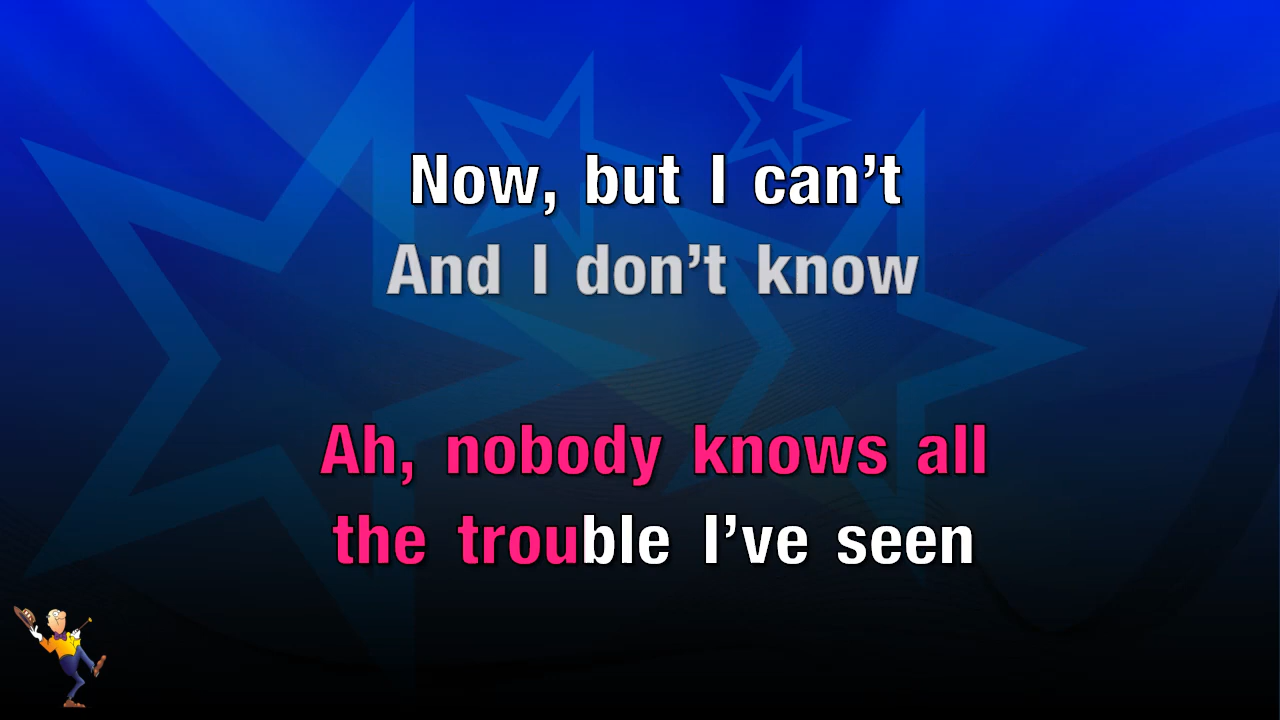 Now, but I can’t
And I don’t know
Ah, nobody knows all
the trouble I’ve seen